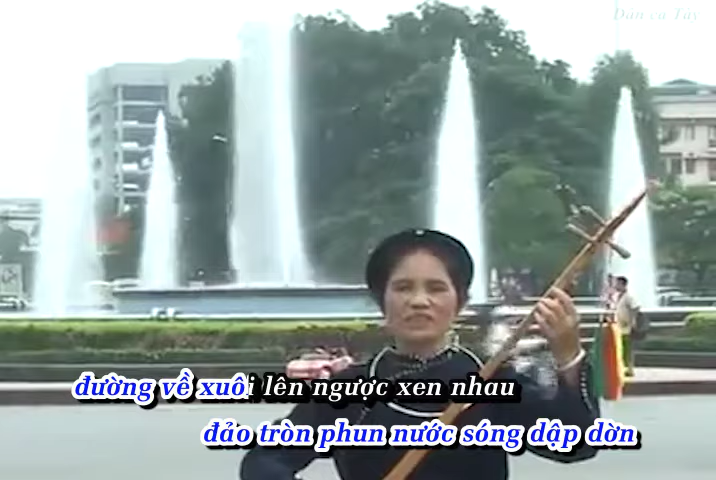 Dân ca Tày
đường về xuôi lên ngược xen nhau
đảo tròn phun nước sóng dập dờn